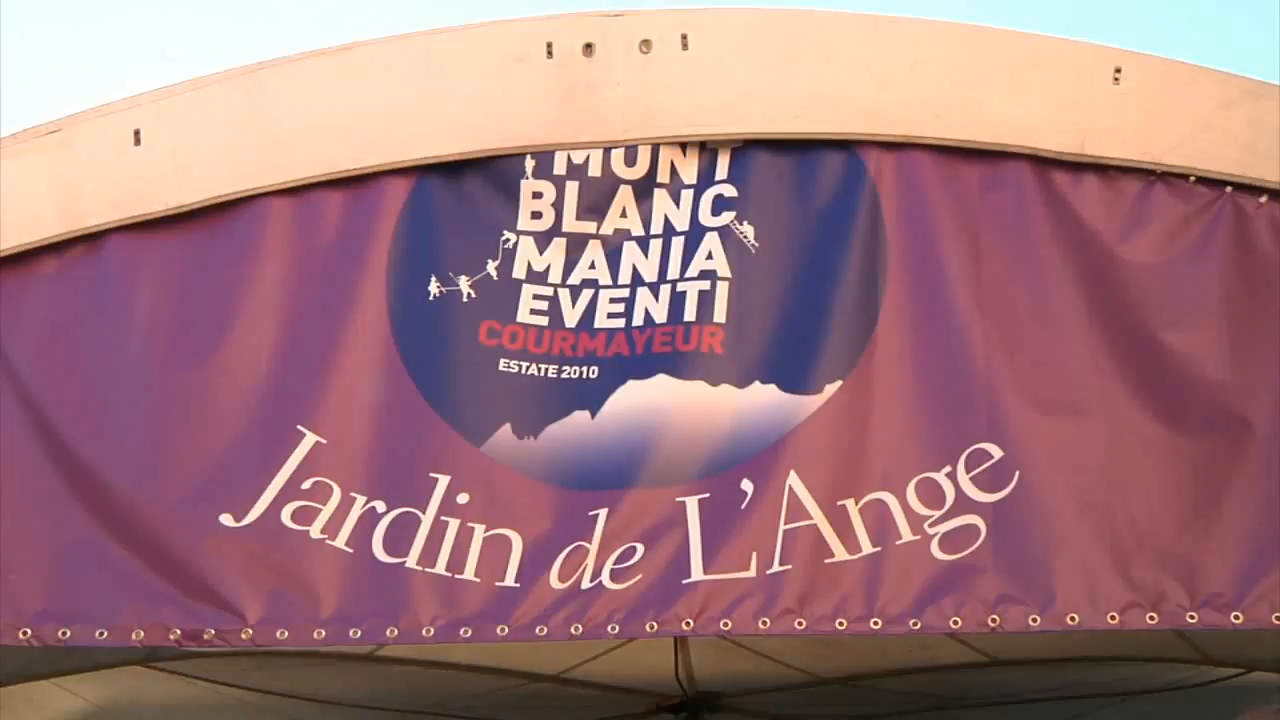 MONT
BLANC
MANIA
EVENTI
COURMAYEUR
ESTATE 2010
Jardin de L'Ange